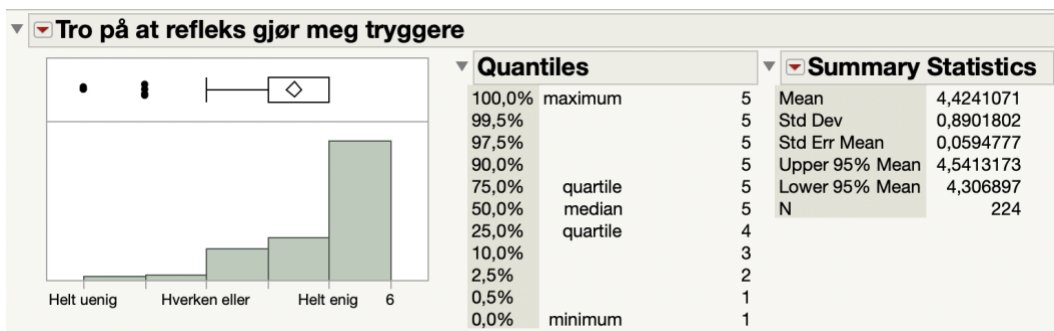 Tro på at refleks gjør meg tryggere
Helt uenig Hverken eller Helt enig 6
Quantiles
100,0% maximum 5
99,5% 5
97,5% 5
90,0% 5
75,0% quartile 5
50,0% median 5
25,0% quartile 4
10,0% 3
2,5% 2
0,5% 1
0,0% minimum 1
Summary Statistics
Mean 4,4241071
Std Dev 0,8901802
Std Err Mean 0,0594777
Upper 95% Mean 4,5413173
Lower 95% Mean 4,306897
N 224